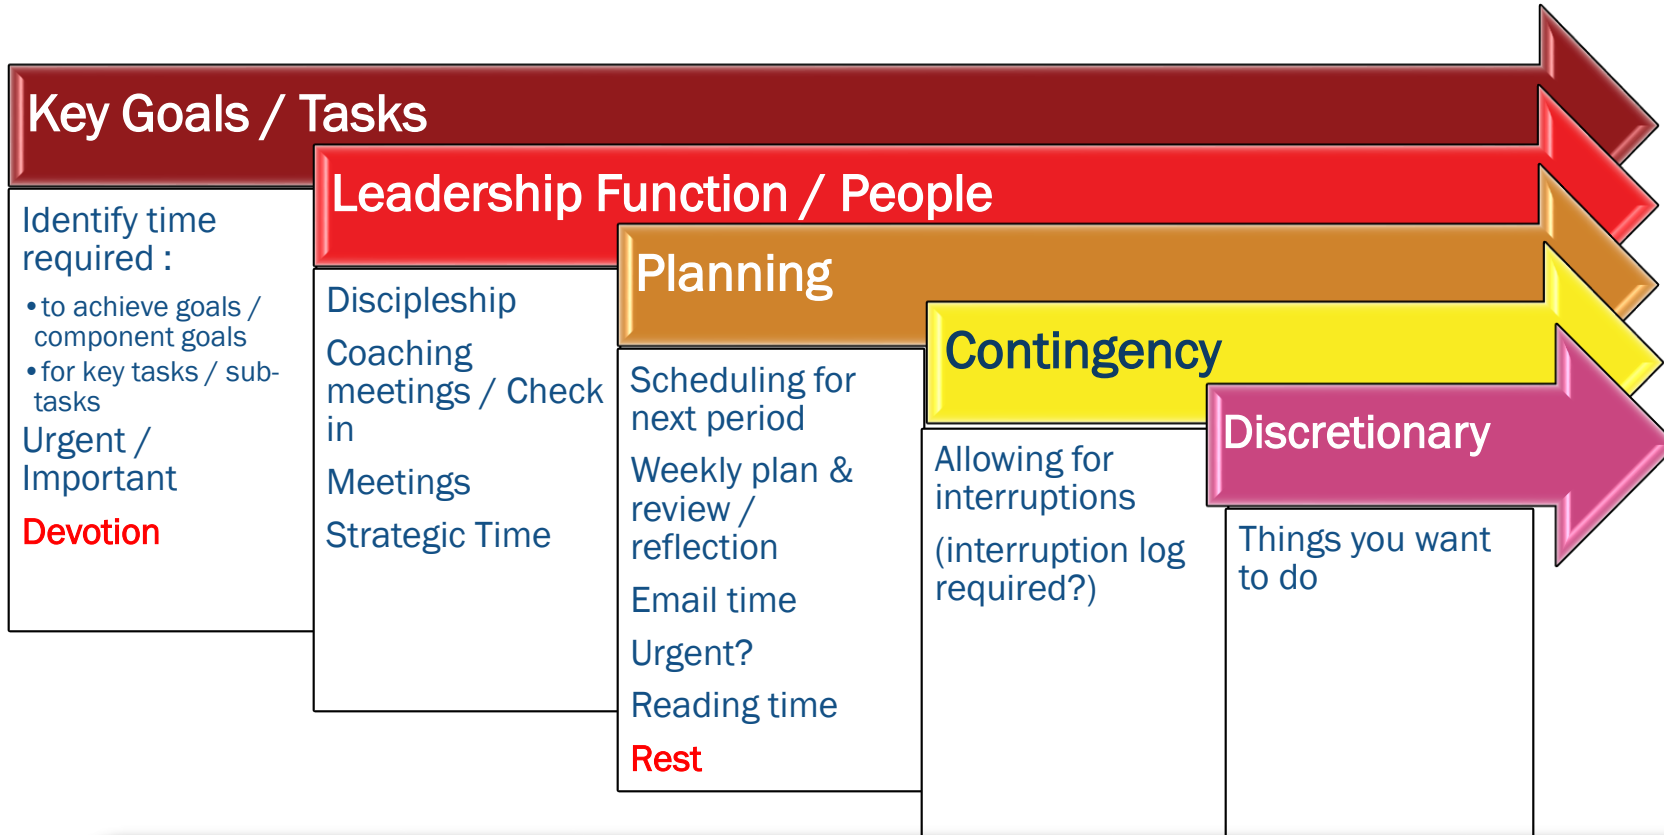 Key Goals / Tasks
Identify time
required :
• to achieve goals /
component goals
• for key tasks / sub-
tasks
Urgent /
Important
Devotion
Leadership Function / People
Discipleship
Coaching
meetings / Check
in
Meetings
Strategic Time
Planning
Scheduling for
next period
Weekly plan &
review /
reflection
Email time
Urgent?
Reading time
Rest
Contingency
Allowing for
interruptions
(interruption log
required?)
Discretionary
Things you want
to do